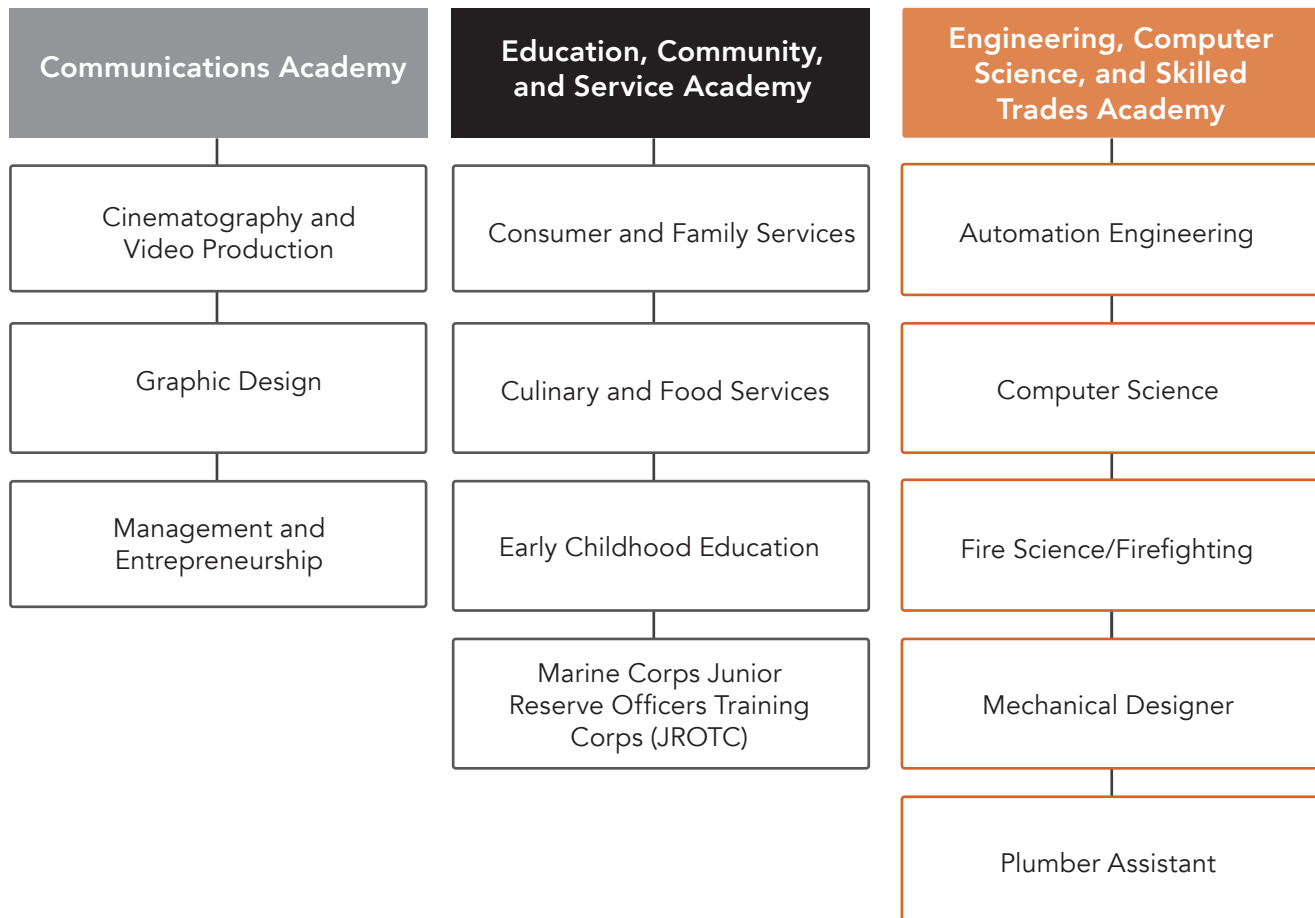 Communications Academy
Cinematography and
Video Production
Graphic Design
Management and
Entrepreneurship
Education, Community,
and Service Academy
Consumer and Family Services
Culinary and Food Services
Early Childhood Education
Marine Corps Junior
Reserve Officers Training
Corps (JROTC)
Engineering, Computer
Science, and Skilled
Trades Academy
Automation Engineering
Computer Science
Fire Science/Firefighting
Mechanical Designer
Plumber Assistant